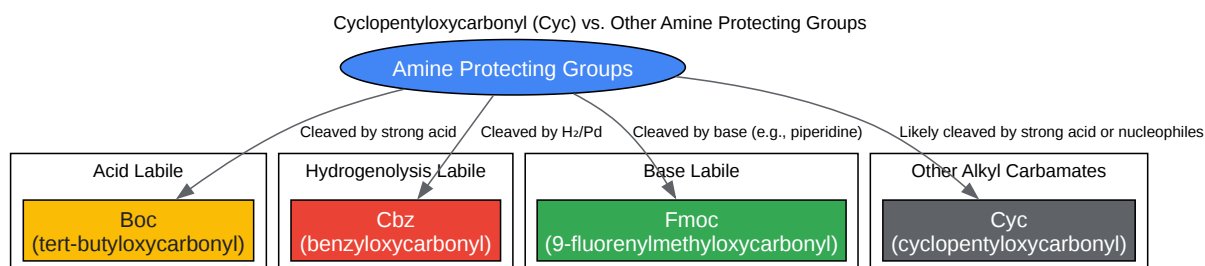 Cyclopentyloxycarbonyl (Cyc) vs. Other Amine Protecting Groups
Amine Protecting Groups
Cleaved by strong acid
Cleaved by H₂/Pd
Cleaved by base (e.g., piperidine)
Likely cleaved by strong acid or nucleophiles
Acid Labile
Hydrogenolysis Labile
Base Labile
Other Alkyl Carbamates
Boc
(tert-butyloxycarbonyl)
Cbz
(benzyloxycarbonyl)
Fmoc
(9-fluorenylmethyloxycarbonyl)
Cyc
(cyclopentyloxycarbonyl)